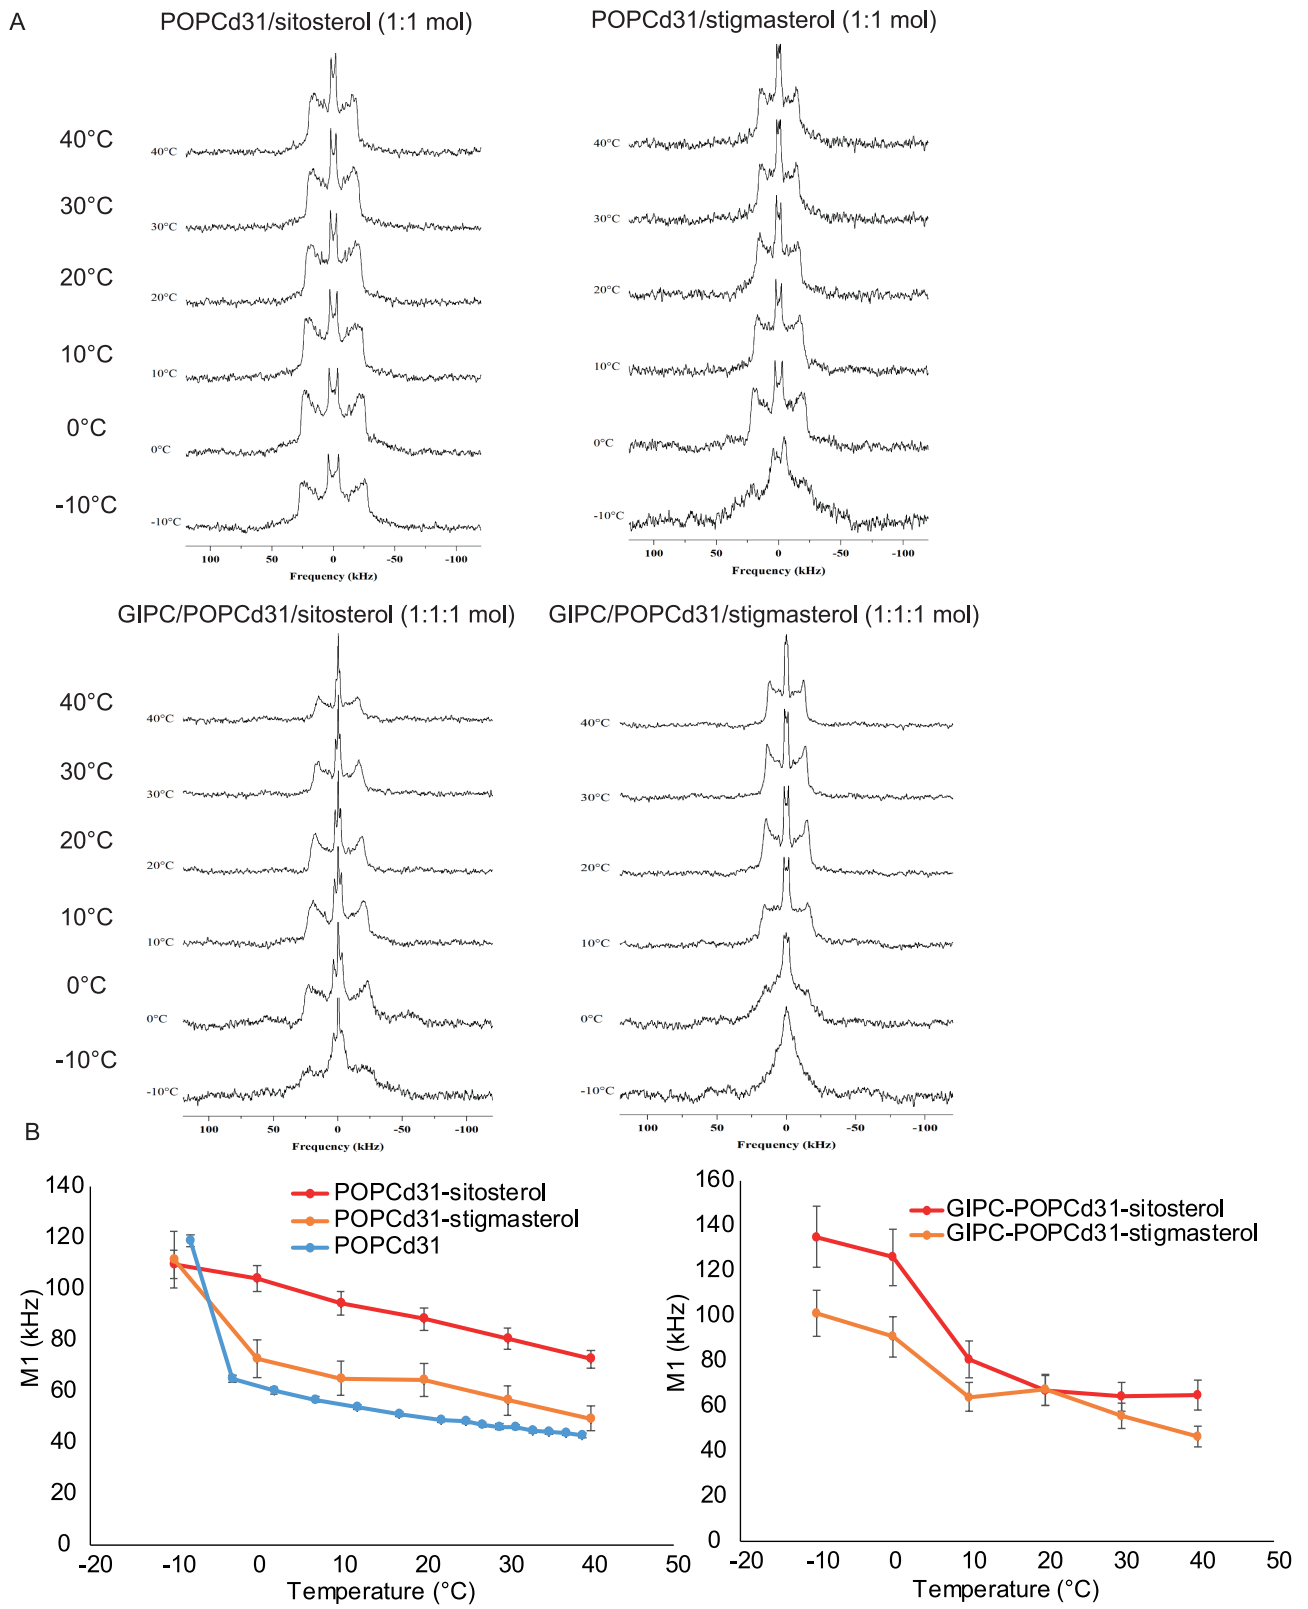 A
POPCd31/sitosterol (1:1 mol)
POPCd31/stigmasterol (1:1 mol)
40°C
30°C
20°C
10°C
0°C
-10°C
40°C
30°C
20°C
10°C
0°C
-10°C
100 50 0 -50 -100
Frequency (kHz)
40°C
30°C
20°C
10°C
0°C
-10°C
100 50 0 -50 -100
Frequency (kHz)
GIPC/POPCd31/sitosterol (1:1:1 mol)
GIPC/POPCd31/stigmasterol (1:1:1 mol)
40°C
30°C
20°C
10°C
0°C
-10°C
40°C
30°C
20°C
10°C
0°C
-10°C
100 50 0 -50 -100
Frequency (kHz)
40°C
30°C
20°C
10°C
0°C
-10°C
100 50 0 -50 -100
Frequency (kHz)
B
M1 (kHz)
140
120
100
80
60
40
20
0
-20 -10 0 10 20 30 40 50
Temperature (°C)
POPCd31-sitosterol
POPCd31-stigmasterol
POPCd31
M1 (kHz)
160
140
120
100
80
60
40
20
0
-20 -10 0 10 20 30 40 50
Temperature (°C)
GIPC-POPCd31-sitosterol
GIPC-POPCd31-stigmasterol